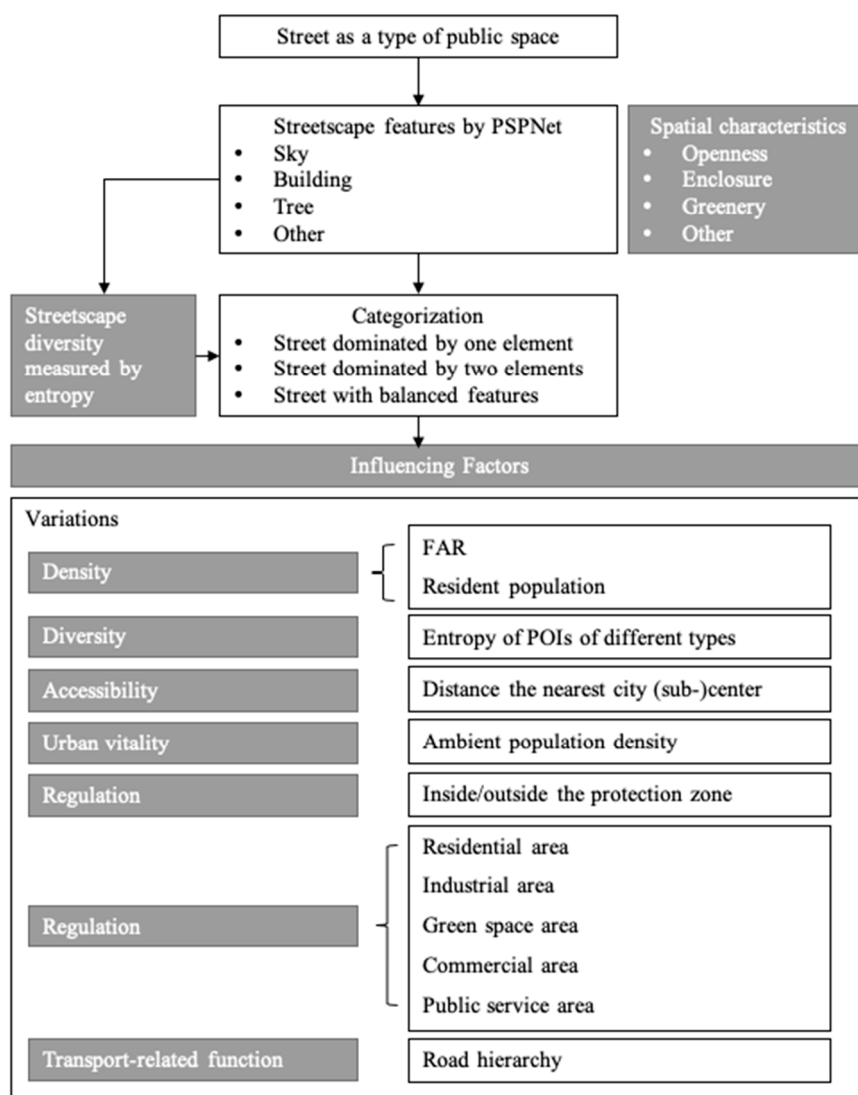 Street as a type of public space
Streetscape features by PSPNet
• Sky
• Building
• Tree
• Other
Spatial characteristics
• Openness
• Enclosure
• Greenery
• Other
Streetscape
diversity
measured by
entropy
Categorization
• Street dominated by one element
• Street dominated by two elements
• Street with balanced features
Influencing Factors
Variations
Density
FAR
Resident population
Diversity
Entropy of POIs of different types
Accessibility
Distance the nearest city (sub-)center
Urban vitality
Ambient population density
Regulation
Inside/outside the protection zone
Regulation
Residential area
Industrial area
Green space area
Commercial area
Public service area
Transport-related function
Road hierarchy